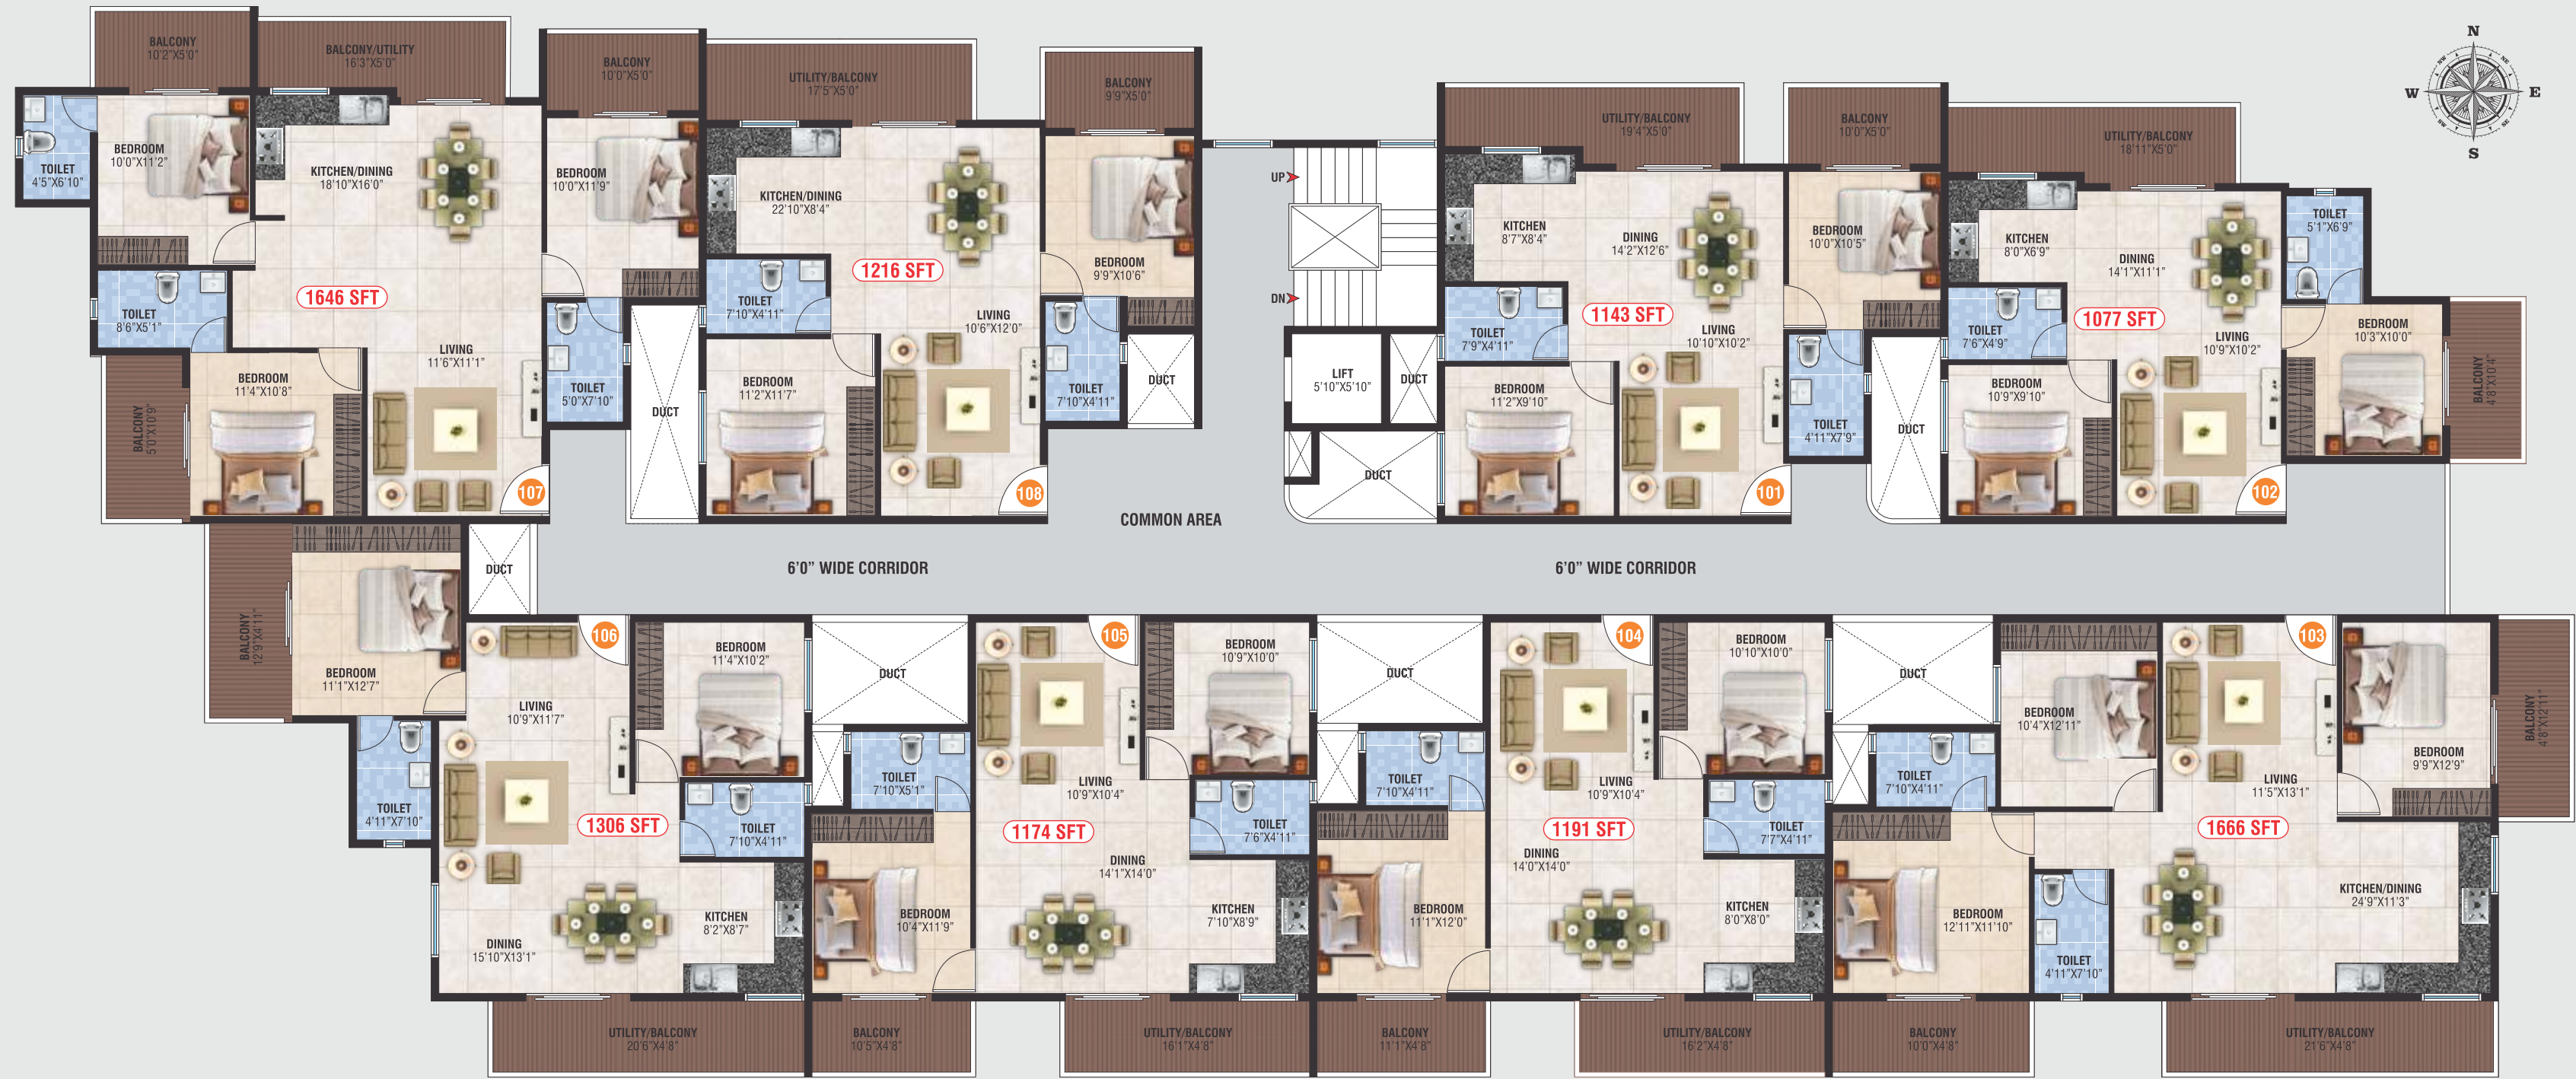 N
W
E
S
NW
NE
SW
SE
BALCONY
10'2"X5'0"
BALCONY/UTILITY
16'3"X5'0"
TOILET
4'5"X6'10"
BEDROOM
10'0"X11'2"
KITCHEN/DINING
18'10"X16'0"
1646 SFT
TOILET
8'6"X5'1"
LIVING
11'6"X11'1"
BEDROOM
11'4"X10'8"
BALCONY
5'0"X10'9"
107
BALCONY
10'0"X5'0"
BEDROOM
10'0"X11'9"
TOILET
5'0"X7'10"
DUCT
UTILITY/BALCONY
17'5"X5'0"
KITCHEN/DINING
22'10"X8'4"
1216 SFT
TOILET
7'10"X4'11"
BEDROOM
11'2"X11'7"
LIVING
10'6"X12'0"
108
BALCONY
9'9"X5'0"
BEDROOM
9'9"X10'6"
TOILET
7'10"X4'11"
DUCT
UP
DN
LIFT
5'10"X5'10"
DUCT
DUCT
UTILITY/BALCONY
19'4"X5'0"
KITCHEN
8'7"X8'4"
DINING
14'2"X12'6"
1143 SFT
TOILET
7'9"X4'11"
LIVING
10'10"X10'2"
BEDROOM
11'2"X9'10"
101
BALCONY
10'0"X5'0"
BEDROOM
10'0"X10'5"
TOILET
4'11"X7'9"
DUCT
UTILITY/BALCONY
18'11"X5'0"
KITCHEN
8'0"X6'9"
DINING
14'1"X11'1"
1077 SFT
TOILET
7'6"X4'9"
LIVING
10'9"X10'2"
BEDROOM
10'9"X9'10"
102
TOILET
5'1"X6'9"
BEDROOM
10'3"X10'0"
BALCONY
4'8"X10'4"
COMMON AREA
6'0" WIDE CORRIDOR
6'0" WIDE CORRIDOR
DUCT
BALCONY
12'9"X4'11"
BEDROOM
11'1"X12'7"
TOILET
4'11"X7'10"
106
LIVING
10'9"X11'7"
BEDROOM
11'4"X10'2"
1306 SFT
TOILET
7'10"X4'11"
DINING
15'10"X13'1"
KITCHEN
8'2"X8'7"
UTILITY/BALCONY
20'6"X4'8"
DUCT
TOILET
7'10"X5'1"
BEDROOM
10'4"X11'9"
BALCONY
10'5"X4'8"
105
LIVING
10'9"X10'4"
BEDROOM
10'9"X10'0"
1174 SFT
TOILET
7'6"X4'11"
DINING
14'1"X14'0"
KITCHEN
7'10"X8'9"
UTILITY/BALCONY
16'1"X4'8"
DUCT
TOILET
7'10"X4'11"
BEDROOM
11'1"X12'0"
BALCONY
11'1"X4'8"
104
LIVING
10'9"X10'4"
BEDROOM
10'10"X10'0"
1191 SFT
TOILET
7'7"X4'11"
DINING
14'0"X14'0"
KITCHEN
8'0"X8'0"
UTILITY/BALCONY
16'2"X4'8"
DUCT
TOILET
7'10"X4'11"
BEDROOM
10'4"X12'11"
BEDROOM
12'11"X11'10"
BALCONY
10'0"X4'8"
TOILET
4'11"X7'10"
103
LIVING
11'5"X13'1"
1666 SFT
BEDROOM
9'9"X12'9"
BALCONY
4'8"X12'11"
KITCHEN/DINING
24'9"X11'3"
UTILITY/BALCONY
21'6"X4'8"